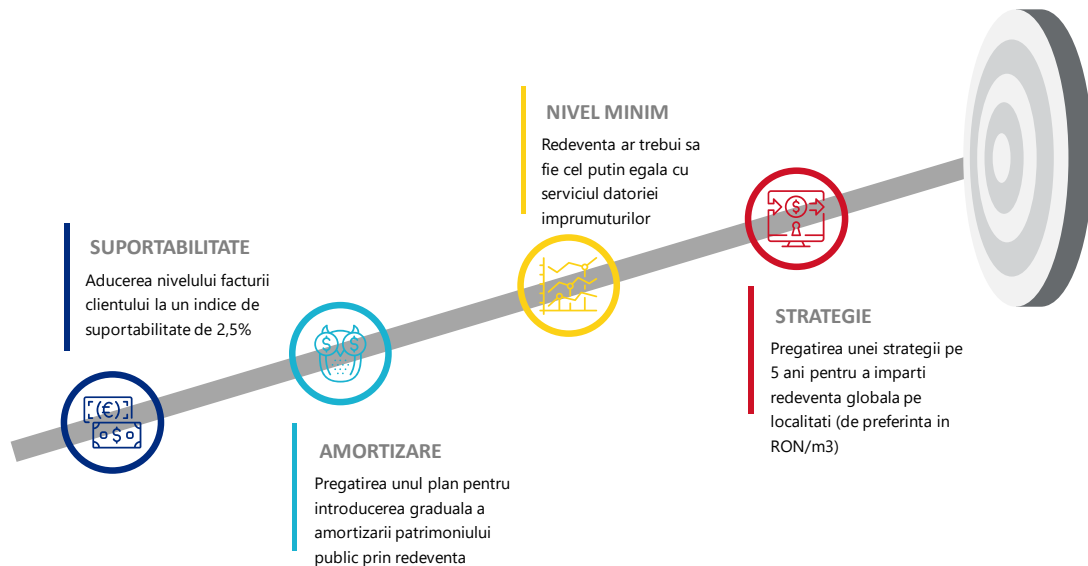 SUPORTABILITATE
Aducerea nivelului facturii
clientului la un indice de
suportabilitate de 2,5%
AMORTIZARE
Pregatirea unul plan pentru
introducerea graduala a
amortizarii patrimoniului
public prin redeventa
NIVEL MINIM
Redeventa ar trebui sa
fie cel putin egala cu
serviciul datoriei
imprumuturilor
STRATEGIE
Pregatirea unei strategii pe
5 ani pentru a imparti
redeventa globala pe
localitati (de preferinta in
RON/m3)